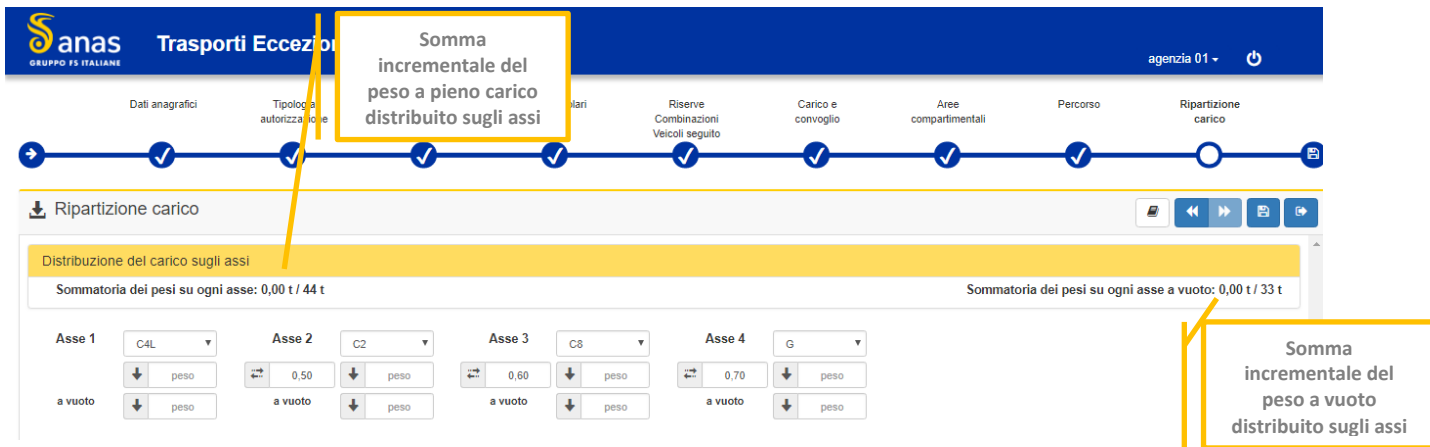 anas
GRUPPO FS ITALIANE
Trasporti Eccezion
agenzia 01
Somma
incrementale del
peso a pieno carico
distribuito sugli assi
Dati anagrafici
Tipologia
autorizzazione
Riserve
Combinazioni
Veicoli seguito
Carico e
convoglio
Aree
compartimentali
Percorso
Ripartizione
carico
Ripartizione carico
Distribuzione del carico sugli assi
Sommatoria dei pesi su ogni asse: 0,00 t / 44 t
Sommatoria dei pesi su ogni asse a vuoto: 0,00 t / 33 t
Asse 1 C4L Asse 2 C2 Asse 3 C8 Asse 4 G
peso 0,50 peso 0,60 peso 0,70 peso
a vuoto peso a vuoto peso a vuoto peso a vuoto peso
Somma
incrementale del
peso a vuoto
distribuito sugli assi